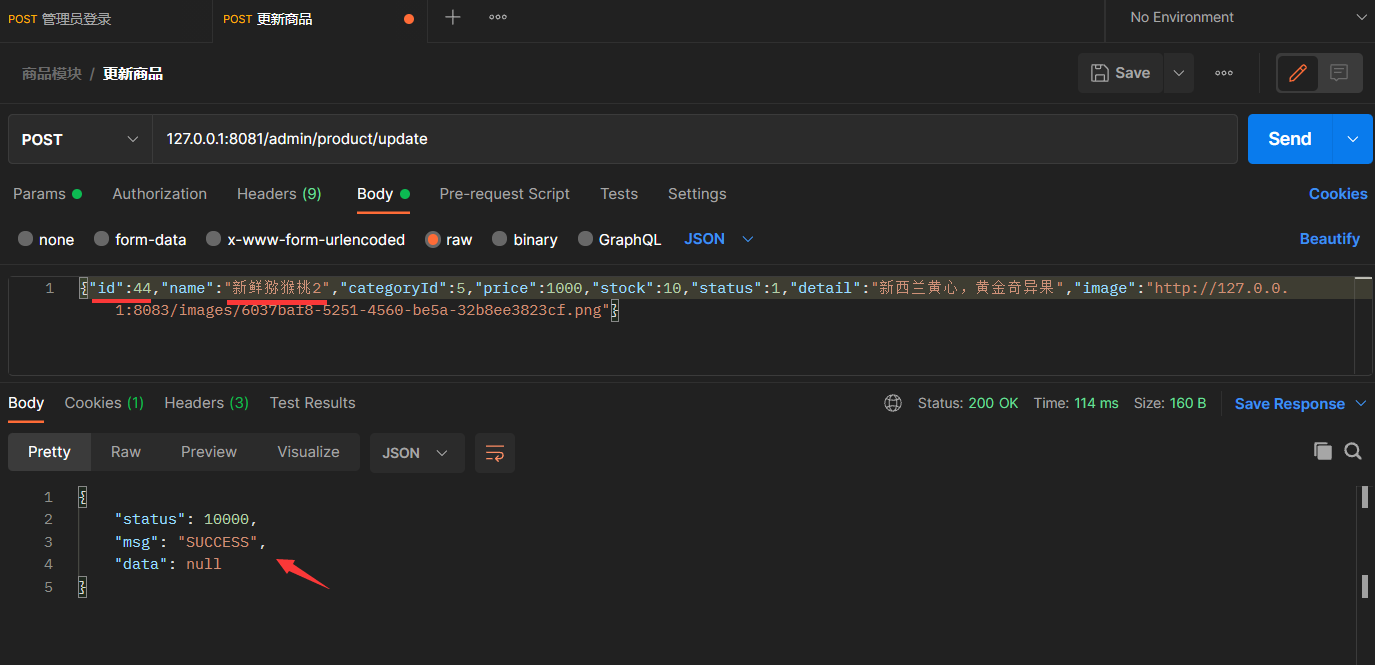 POST 管理员登录 POST 更新商品 No Environment
商品模块 / 更新商品 Save
POST 127.0.0.1:8081/admin/product/update Send
Params Authorization Headers (9) Body Pre-request Script Tests Settings Cookies
none form-data x-www-form-urlencoded raw binary GraphQL JSON Beautify
1 {"id":44,"name":"新鲜猕猴桃2","categoryId":5,"price":1000,"stock":10,"status":1,"detail":"新西兰黄心，黄金奇异果","image":"http://127.0.0.
1:8083/images/6037baf8-5251-4560-be5a-32b8ee3823cf.png"}
Body Cookies (1) Headers (3) Test Results Status: 200 OK Time: 114 ms Size: 160 B Save Response
Pretty Raw Preview Visualize JSON
1 {
2 "status": 10000,
3 "msg": "SUCCESS",
4 "data": null
5 }